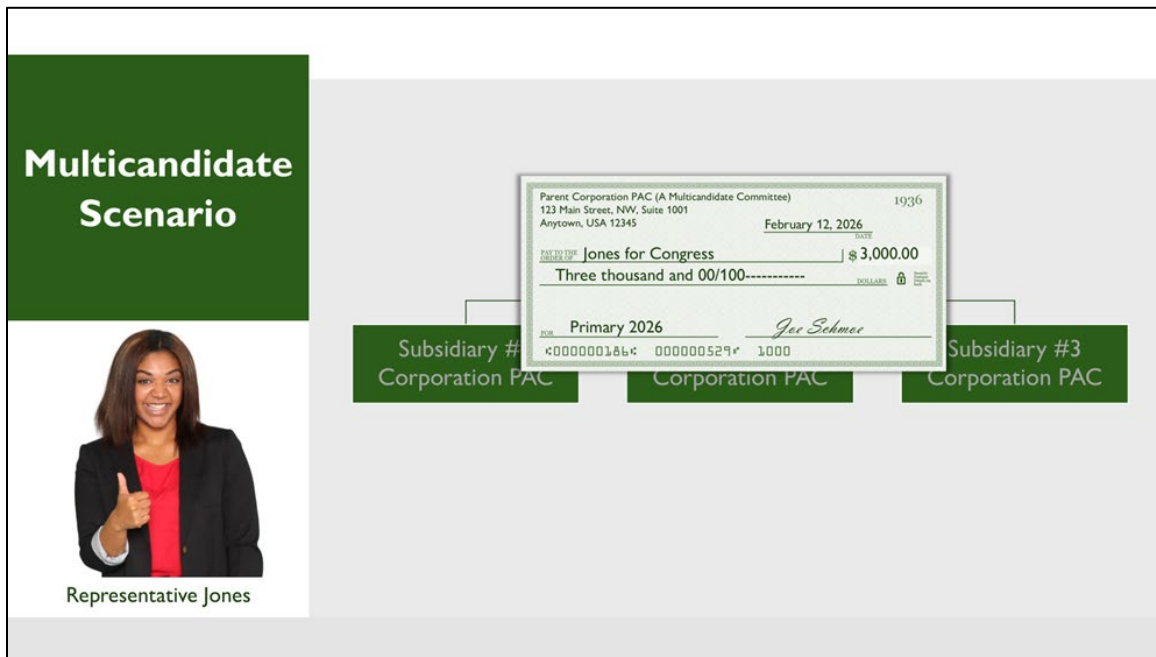 Multicandidate
Scenario
Parent Corporation PAC (A Multicandidate Committee)
123 Main Street, NW, Suite 1001
Anytown, USA 12345
1936
February 12, 2026
DATE
PAY TO THE
ORDER OF
Jones for Congress
$ 3,000.00
Three thousand and 00/100-----------
DOLLARS
FOR
Primary 2026
Joe Schmoe
⑆000000186⑆ 000000529⑈ 1000
Subsidiary #
Corporation PAC
Corporation PAC
Subsidiary #3
Corporation PAC
Representative Jones